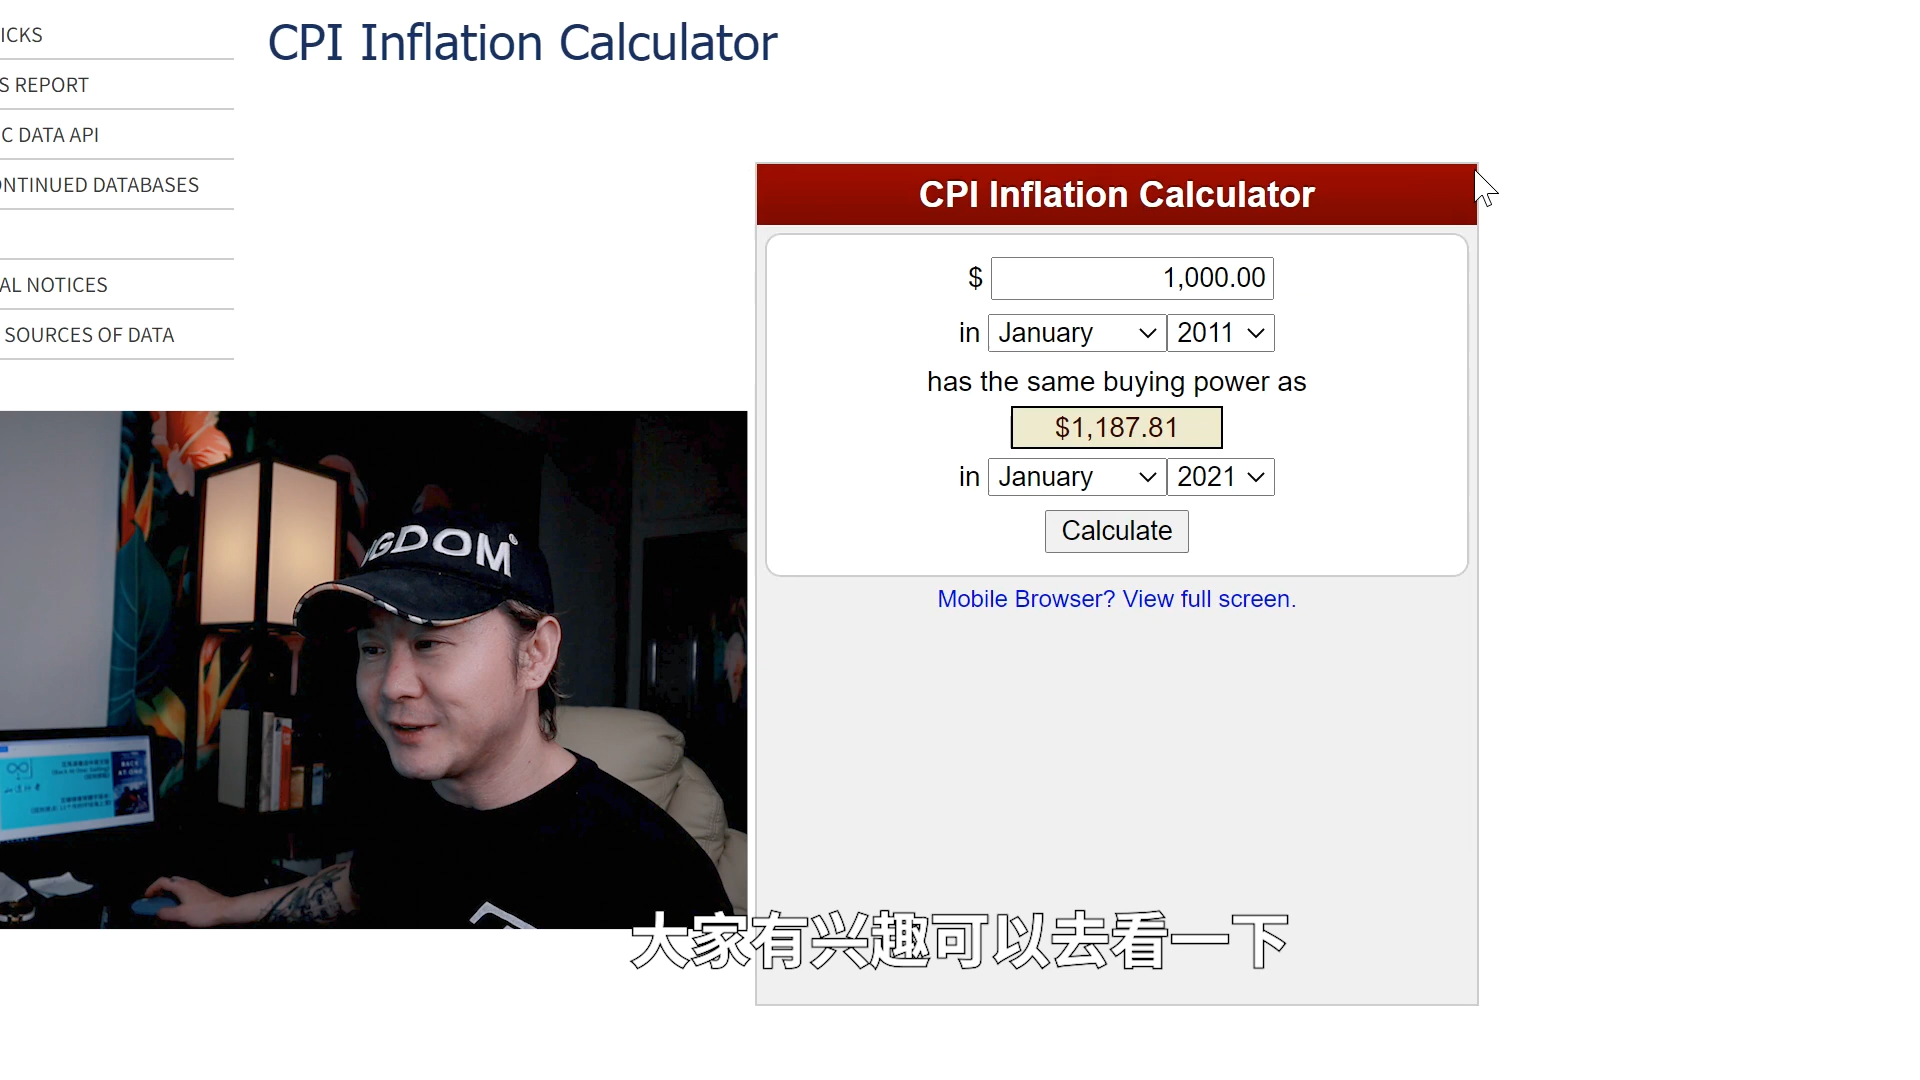 ICKS
S REPORT
C DATA API
ONTINUED DATABASES
AL NOTICES
SOURCES OF DATA
CPI Inflation Calculator
CPI Inflation Calculator
$ 1,000.00
in January 2011
has the same buying power as
$1,187.81
in January 2021
Calculate
Mobile Browser? View full screen.
NGDOM
大家有兴趣可以去看一下